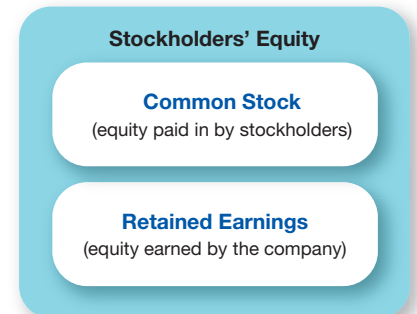 Stockholders’ Equity
Common Stock
(equity paid in by stockholders)
Retained Earnings
(equity earned by the company)